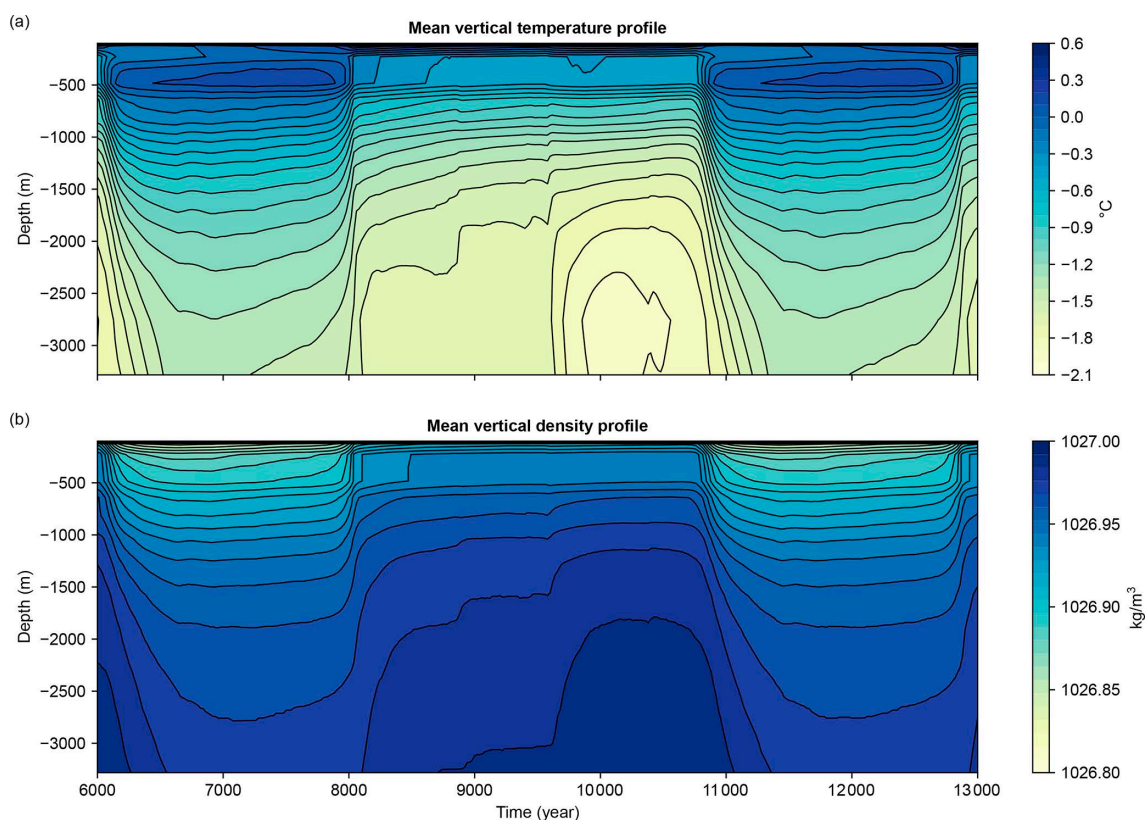 (a)
Mean vertical temperature profile
Depth (m)
−500
−1000
−1500
−2000
−2500
−3000
0.6
0.3
0.0
−0.3
−0.6
−0.9
−1.2
−1.5
−1.8
−2.1
°C
(b)
Mean vertical density profile
Depth (m)
−500
−1000
−1500
−2000
−2500
−3000
6000 7000 8000 9000 10000 11000 12000 13000
Time (year)
1027.00
1026.95
1026.90
1026.85
1026.80
kg/m³